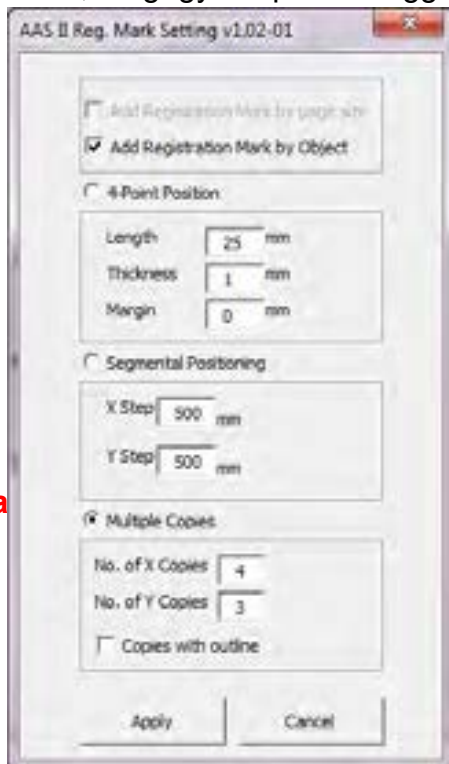 AAS II Reg. Mark Setting v1.02-01
Add Registration Mark by page size
Add Registration Mark by Object
4-Point Position
Length 25 mm
Thickness 1 mm
Margin 0 mm
Segmental Positioning
X Step 500 mm
Y Step 500 mm
a
Multiple Copies
No. of X Copies 4
No. of Y Copies 3
Copies with outline
Apply Cancel